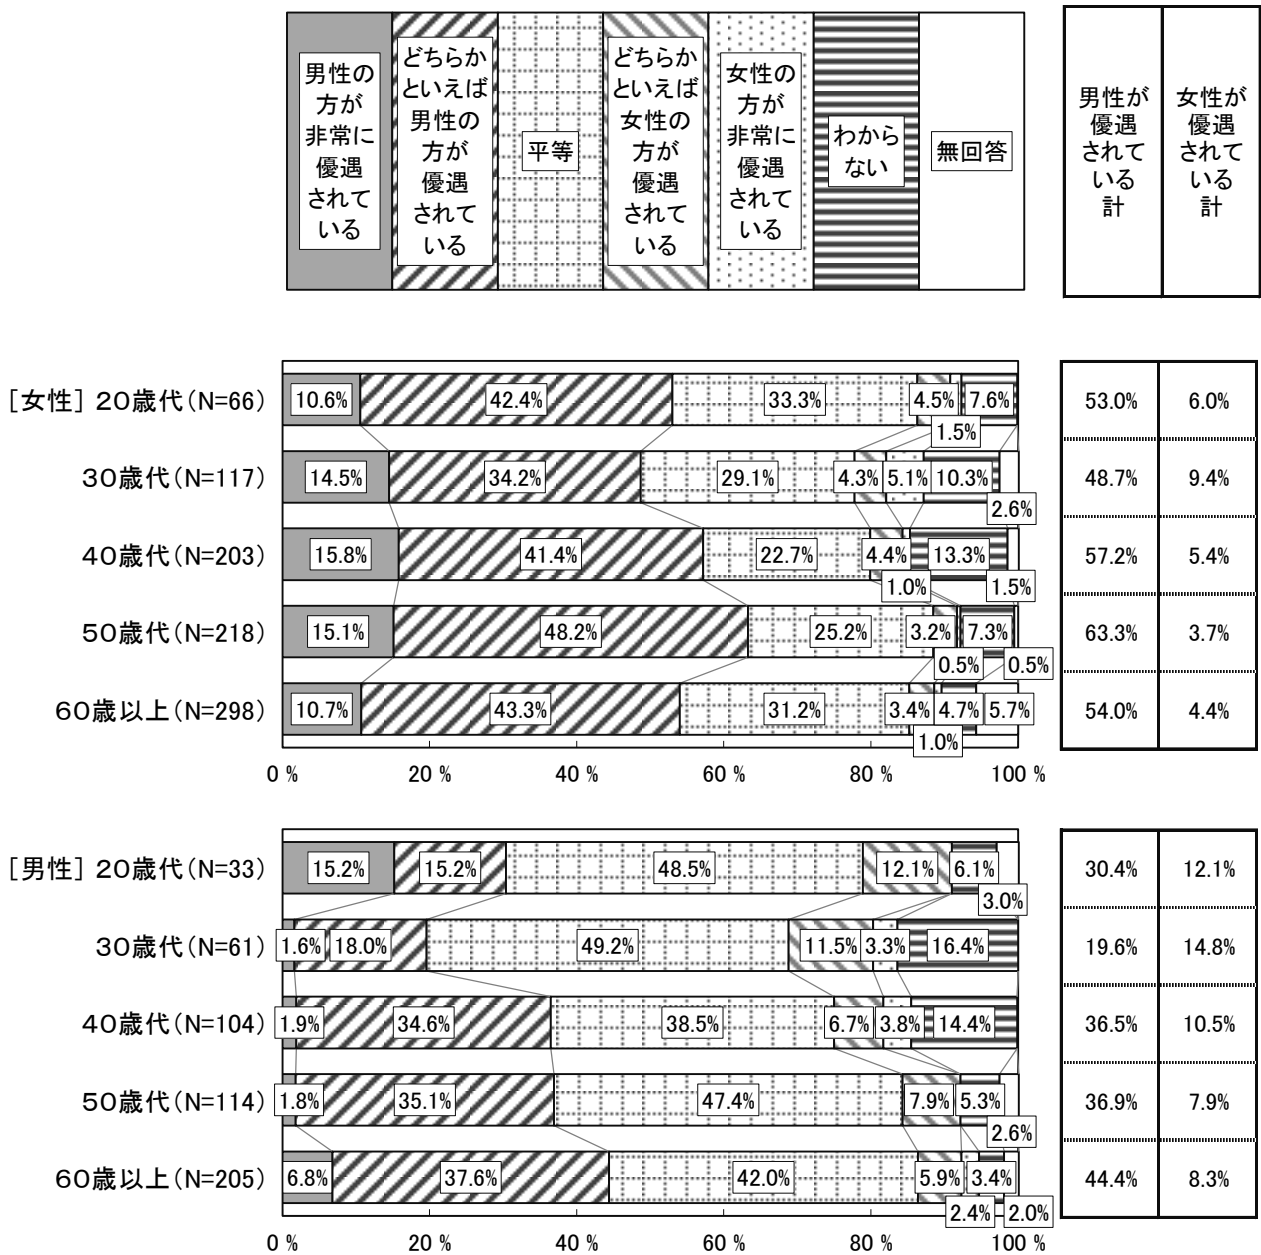 男性の
方が
非常に
優遇
されて
いる
どちらか
といえば
男性の
方が
優遇
されて
いる
平等
どちらか
といえば
女性の
方が
優遇
されて
いる
女性の
方が
非常に
優遇
されて
いる
わから
ない
無回答
男性が
優遇
されて
いる
計
女性が
優遇
されて
いる
計
［女性］ 20歳代（N=66） 10.6% 42.4% 33.3% 4.5% 1.5% 7.6% 53.0% 6.0%
30歳代（N=117） 14.5% 34.2% 29.1% 4.3% 5.1% 10.3% 2.6% 48.7% 9.4%
40歳代（N=203） 15.8% 41.4% 22.7% 4.4% 1.0% 13.3% 1.5% 57.2% 5.4%
50歳代（N=218） 15.1% 48.2% 25.2% 3.2% 0.5% 7.3% 0.5% 63.3% 3.7%
60歳以上（N=298） 10.7% 43.3% 31.2% 3.4% 1.0% 4.7% 5.7% 54.0% 4.4%
0 % 20 % 40 % 60 % 80 % 100 %
［男性］ 20歳代（N=33） 15.2% 15.2% 48.5% 12.1% 6.1% 3.0% 30.4% 12.1%
30歳代（N=61） 1.6% 18.0% 49.2% 11.5% 3.3% 16.4% 19.6% 14.8%
40歳代（N=104） 1.9% 34.6% 38.5% 6.7% 3.8% 14.4% 36.5% 10.5%
50歳代（N=114） 1.8% 35.1% 47.4% 7.9% 5.3% 2.6% 36.9% 7.9%
60歳以上（N=205） 6.8% 37.6% 42.0% 5.9% 2.4% 3.4% 2.0% 44.4% 8.3%
0 % 20 % 40 % 60 % 80 % 100 %